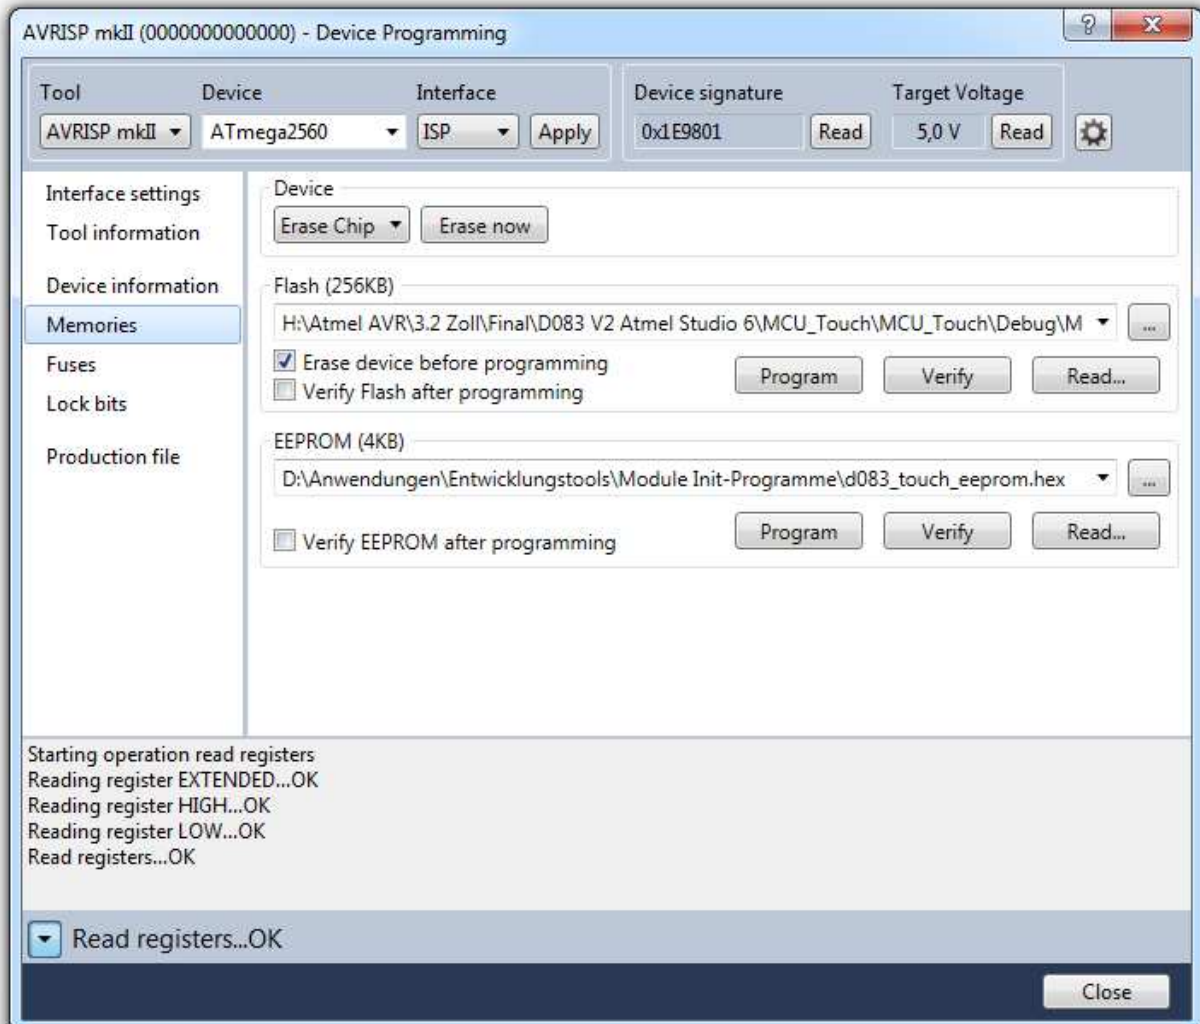 AVRISP mkII (0000000000000) - Device Programming
Tool Device Interface Device signature Target Voltage
AVRISP mkII ATmega2560 ISP Apply 0x1E9801 Read 5,0 V Read
Interface settings
Tool information
Device information
Memories
Fuses
Lock bits
Production file
Device
Erase Chip Erase now
Flash (256KB)
H:\Atmel AVR\3.2 Zoll\Final\D083 V2 Atmel Studio 6\MCU_Touch\MCU_Touch\Debug\M ...
Erase device before programming
Verify Flash after programming
Program Verify Read...
EEPROM (4KB)
D:\Anwendungen\Entwicklungstools\Module Init-Programme\d083_touch_eeprom.hex ...
Verify EEPROM after programming
Program Verify Read...
Starting operation read registers
Reading register EXTENDED...OK
Reading register HIGH...OK
Reading register LOW...OK
Read registers...OK
Read registers...OK
Close